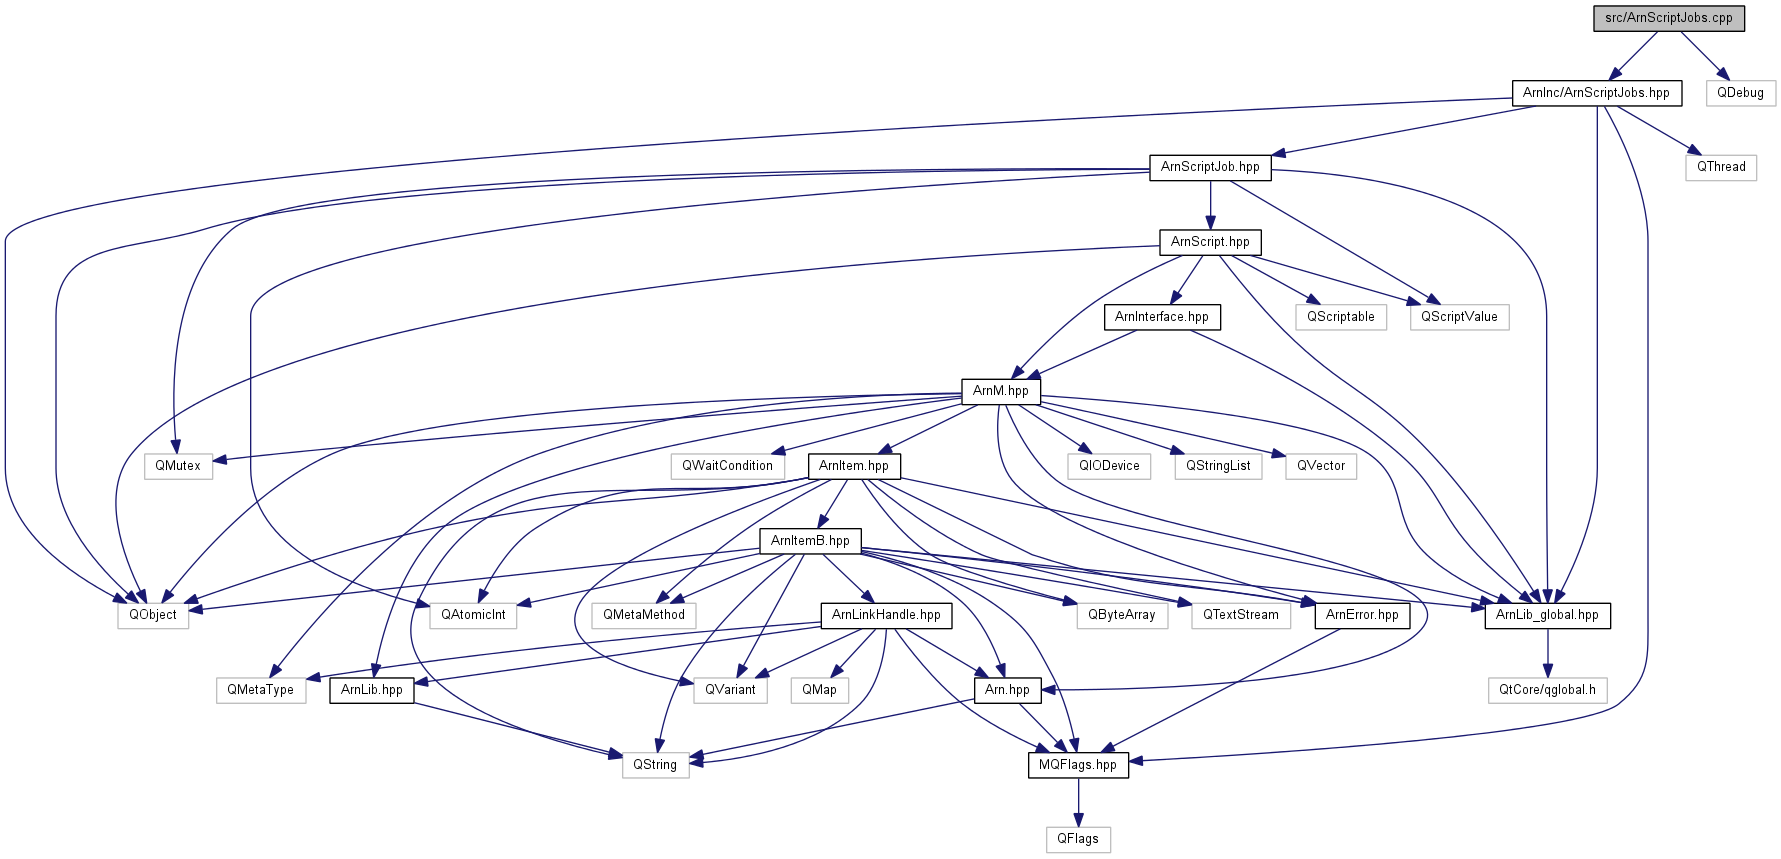 src/ArnScriptJobs.cpp
ArnInc/ArnScriptJobs.hpp
QDebug
ArnScriptJob.hpp
QThread
ArnScript.hpp
ArnInterface.hpp
QScriptable
QScriptValue
ArnM.hpp
QMutex
QWaitCondition
ArnItem.hpp
QIODevice
QStringList
QVector
ArnItemB.hpp
QObject
QAtomicInt
QMetaMethod
ArnLinkHandle.hpp
QByteArray
QTextStream
ArnError.hpp
ArnLib_global.hpp
QMetaType
ArnLib.hpp
QVariant
QMap
Arn.hpp
QtCore/qglobal.h
QString
MQFlags.hpp
QFlags